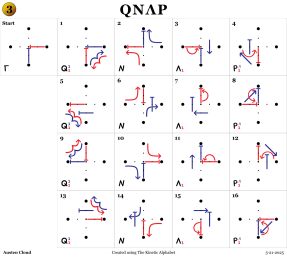 3
QNΛP
Start 1 2 3 4
Γ Q N Λ P
5 6 7 8
Q N Λ P
9 10 11 12
Q N Λ P
13 14 15 16
Q N Λ P
Austen Cloud Created using The Kinetic Alphabet 5-21-2025